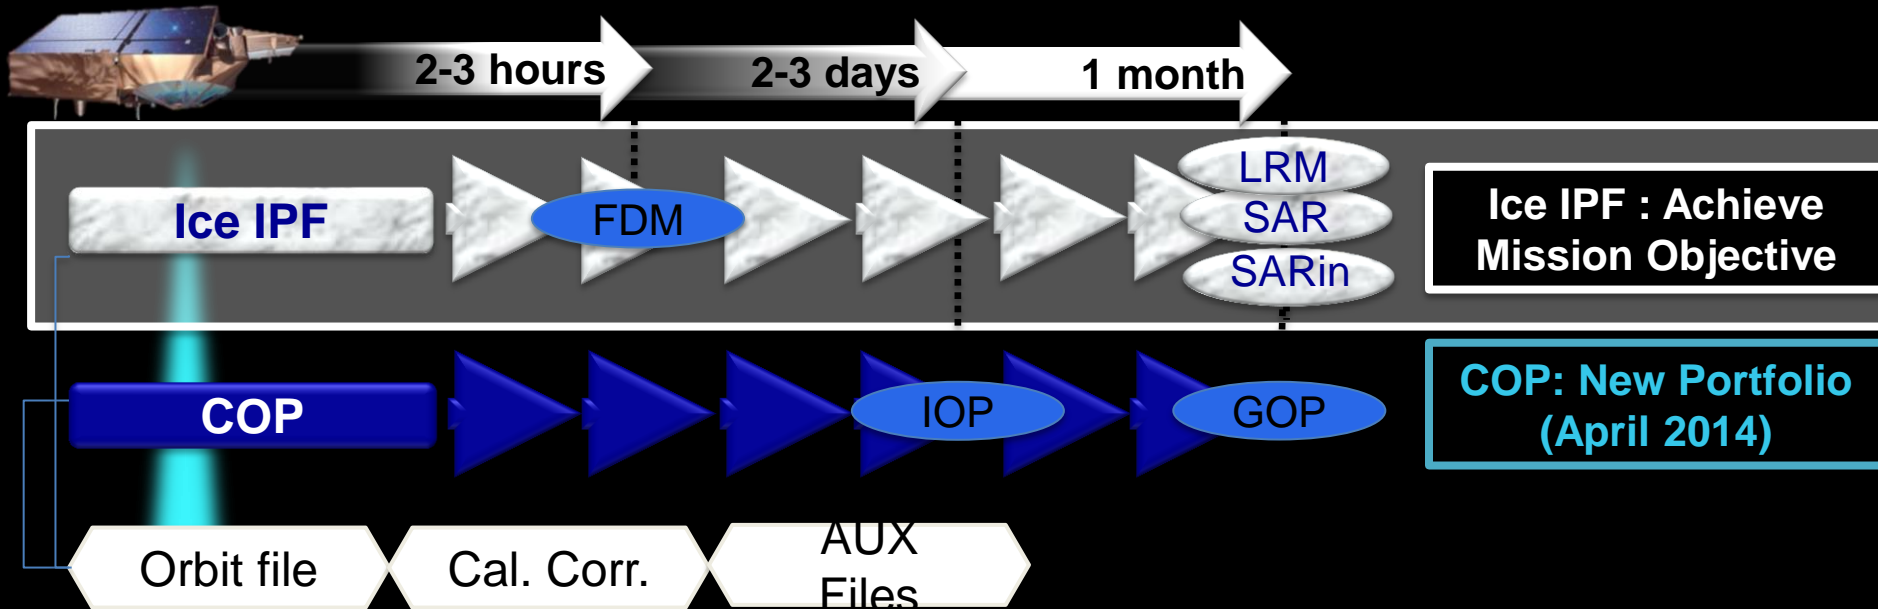 2-3 hours
2-3 days
1 month
Ice IPF
FDM
LRM
SAR
SARin
Ice IPF : Achieve
Mission Objective
COP
IOP
GOP
COP: New Portfolio
(April 2014)
Orbit file
Cal. Corr.
AUX
Files